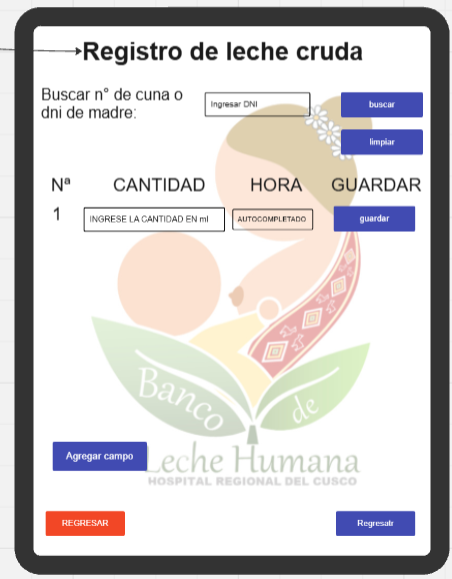 Registro de leche cruda
Buscar n° de cuna o
dni de madre:
Ingresar DNI
buscar
limpiar
Nª CANTIDAD HORA GUARDAR
1 INGRESE LA CANTIDAD EN ml AUTOCOMPLETADO guardar
Banco de
Agregar campo
Leche Humana
HOSPITAL REGIONAL DEL CUSCO
REGRESAR
Regresatr